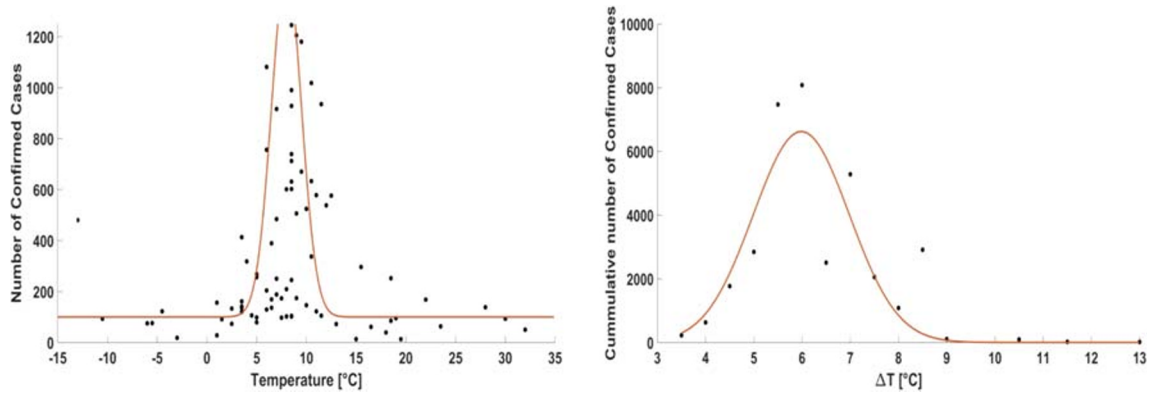 Number of Confirmed Cases
1200
1000
800
600
400
200
0
-15 -10 -5 0 5 10 15 20 25 30 35
Temperature [°C]
Cummulative number of Confirmed Cases
10000
8000
6000
4000
2000
0
3 4 5 6 7 8 9 10 11 12 13
ΔT [°C]